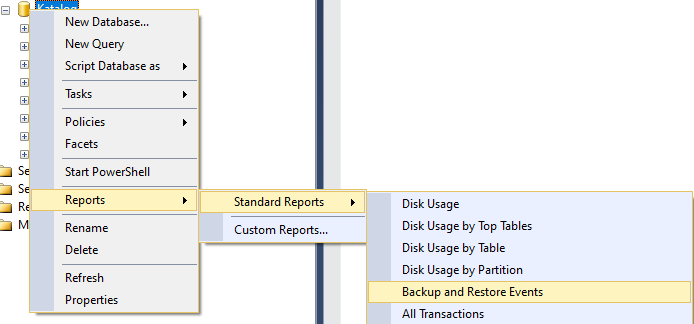 Katalog
New Database...
New Query
Script Database as
Tasks
Policies
Facets
Start PowerShell
Reports
Rename
Delete
Refresh
Properties
Se
Se
Re
M
Standard Reports
Custom Reports...
Disk Usage
Disk Usage by Top Tables
Disk Usage by Table
Disk Usage by Partition
Backup and Restore Events
All Transactions